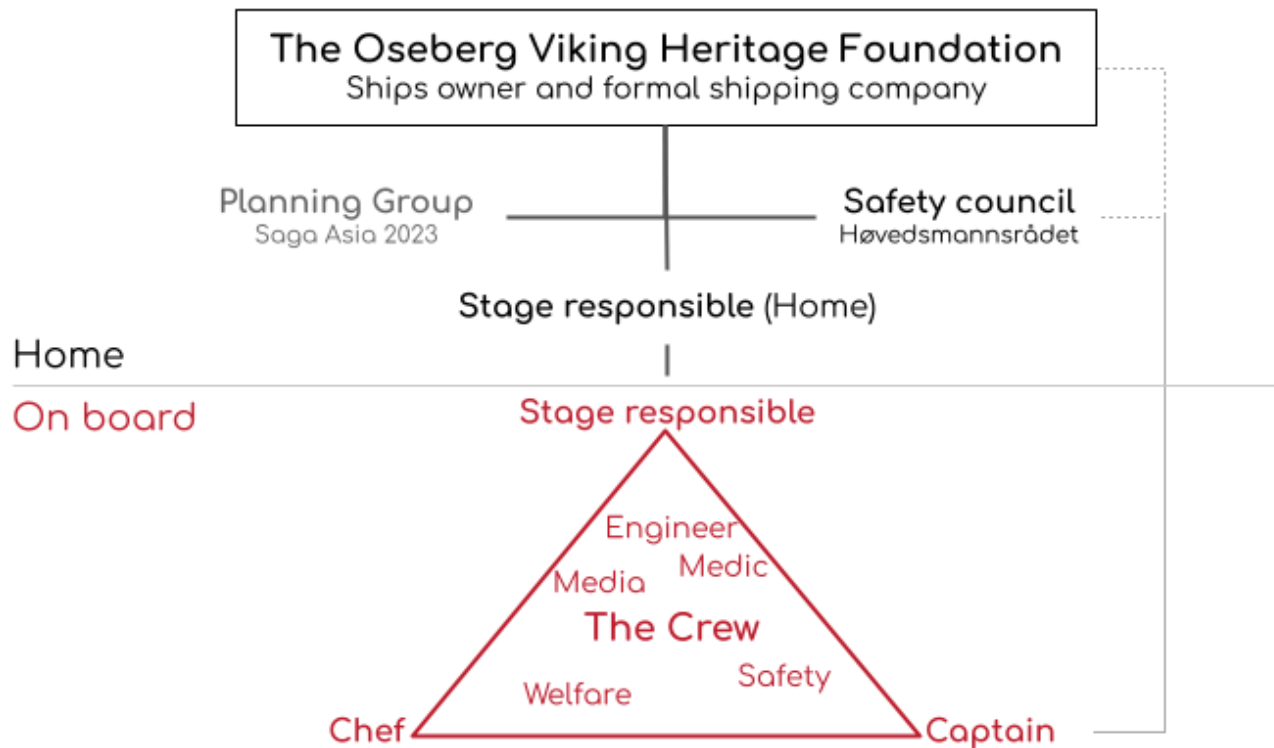 The Oseberg Viking Heritage Foundation
Ships owner and formal shipping company
Planning Group
Saga Asia 2023
Safety council
Høvedsmannsrådet
Stage responsible (Home)
Home
On board
Stage responsible
Engineer
Medic
Media
The Crew
Safety
Welfare
Chef
Captain